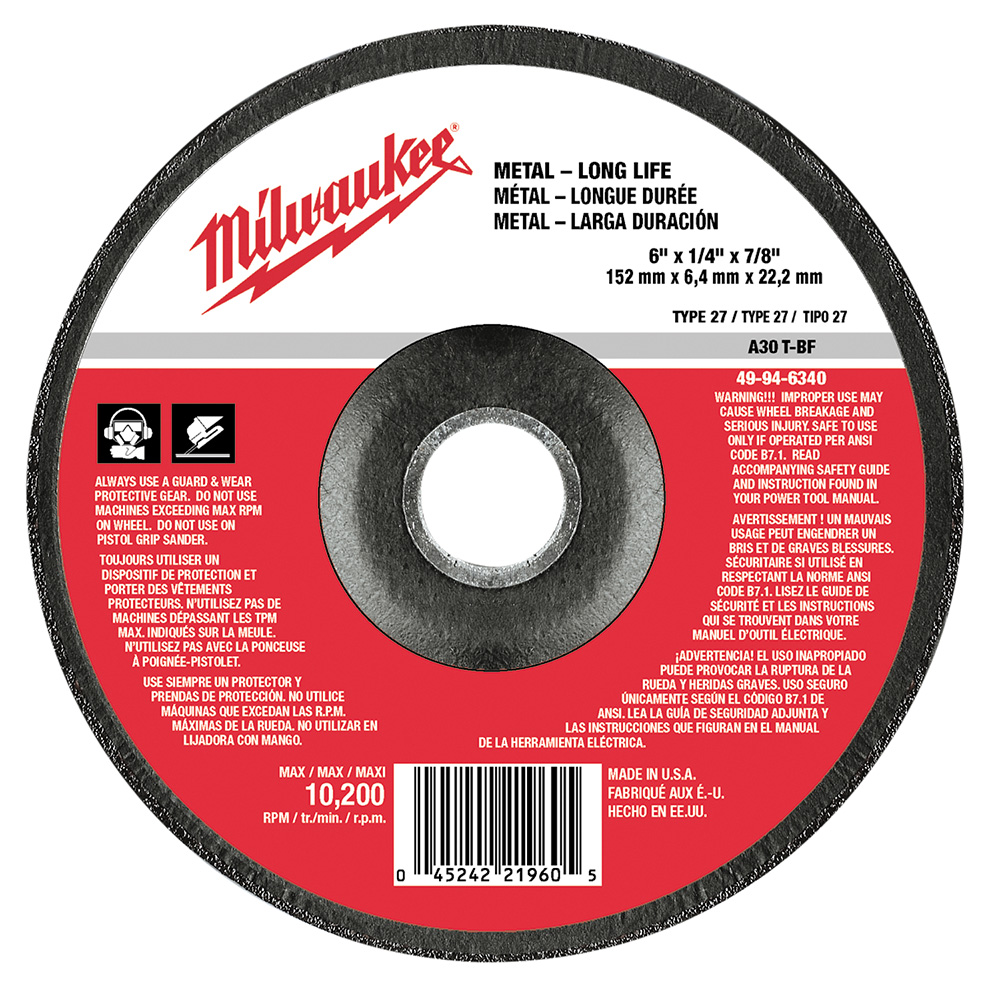 Milwaukee®
METAL – LONG LIFE
MÉTAL – LONGUE DURÉE
METAL – LARGA DURACIÓN
6" x 1/4" x 7/8"
152 mm x 6,4 mm x 22,2 mm
TYPE 27 / TYPE 27 / TIPO 27
A30 T-BF
49-94-6340
WARNING!!! IMPROPER USE MAY
CAUSE WHEEL BREAKAGE AND
SERIOUS INJURY. SAFE TO USE
ONLY IF OPERATED PER ANSI
CODE B7.1. READ
ACCOMPANYING SAFETY GUIDE
AND INSTRUCTION FOUND IN
YOUR POWER TOOL MANUAL.
AVERTISSEMENT ! UN MAUVAIS
USAGE PEUT ENGENDRER UN
BRIS ET DE GRAVES BLESSURES.
SÉCURITAIRE SI UTILISÉ EN
RESPECTANT LA NORME ANSI
CODE B7.1. LISEZ LE GUIDE DE
SÉCURITÉ ET LES INSTRUCTIONS
QUI SE TROUVENT DANS VOTRE
MANUEL D'OUTIL ÉLECTRIQUE.
¡ADVERTENCIA! EL USO INAPROPIADO
PUEDE PROVOCAR LA RUPTURA DE LA
RUEDA Y HERIDAS GRAVES. USO SEGURO
ÚNICAMENTE SEGÚN EL CÓDIGO B7.1 DE
ANSI. LEA LA GUÍA DE SEGURIDAD ADJUNTA Y
LAS INSTRUCCIONES QUE FIGURAN EN EL MANUAL
DE LA HERRAMIENTA ELÉCTRICA.
ALWAYS USE A GUARD & WEAR
PROTECTIVE GEAR. DO NOT USE
MACHINES EXCEEDING MAX RPM
ON WHEEL. DO NOT USE ON
PISTOL GRIP SANDER.
TOUJOURS UTILISER UN
DISPOSITIF DE PROTECTION ET
PORTER DES VÊTEMENTS
PROTECTEURS. N'UTILISEZ PAS DE
MACHINES DÉPASSANT LES TPM
MAX. INDIQUÉS SUR LA MEULE.
N'UTILISEZ PAS AVEC LA PONCEUSE
À POIGNÉE-PISTOLET.
USE SIEMPRE UN PROTECTOR Y
PRENDAS DE PROTECCIÓN. NO UTILICE
MÁQUINAS QUE EXCEDAN LAS R.P.M.
MÁXIMAS DE LA RUEDA. NO UTILIZAR EN
LIJADORA CON MANGO.
MAX / MAX / MAXI
10,200
RPM / tr./min. / r.p.m.
0 45242 21960 5
MADE IN U.S.A.
FABRIQUÉ AUX É.-U.
HECHO EN EE.UU.